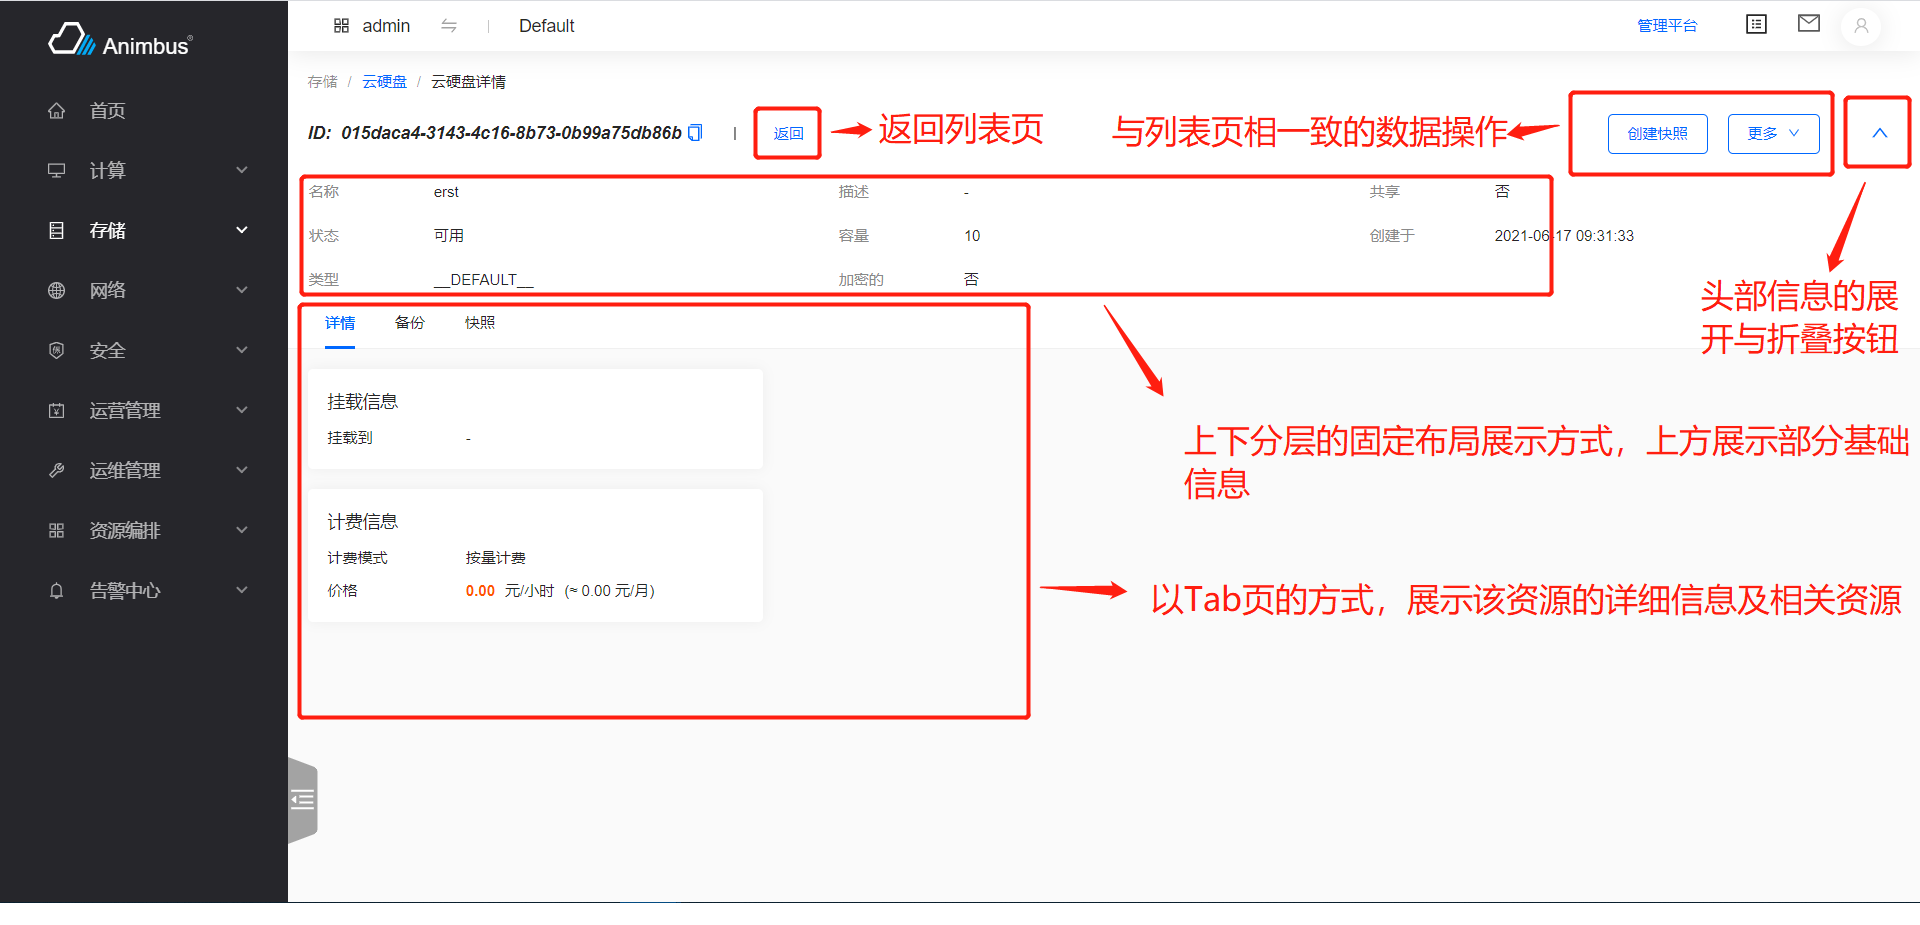 Animbus®
admin
Default
管理平台
首页
计算
存储
网络
安全
运营管理
运维管理
资源编排
告警中心
存储 / 云硬盘 / 云硬盘详情
ID: 015daca4-3143-4c16-8b73-0b99a75db86b
返回
返回列表页
与列表页相一致的数据操作
创建快照
更多
名称 erst 描述 - 共享 否
状态 可用 容量 10 创建于 2021-06-17 09:31:33
类型 __DEFAULT__ 加密的 否
头部信息的展
开与折叠按钮
详情 备份 快照
挂载信息
挂载到 -
上下分层的固定布局展示方式，上方展示部分基础
信息
计费信息
计费模式 按量计费
价格 0.00 元/小时 (≈ 0.00 元/月)
以Tab页的方式，展示该资源的详细信息及相关资源